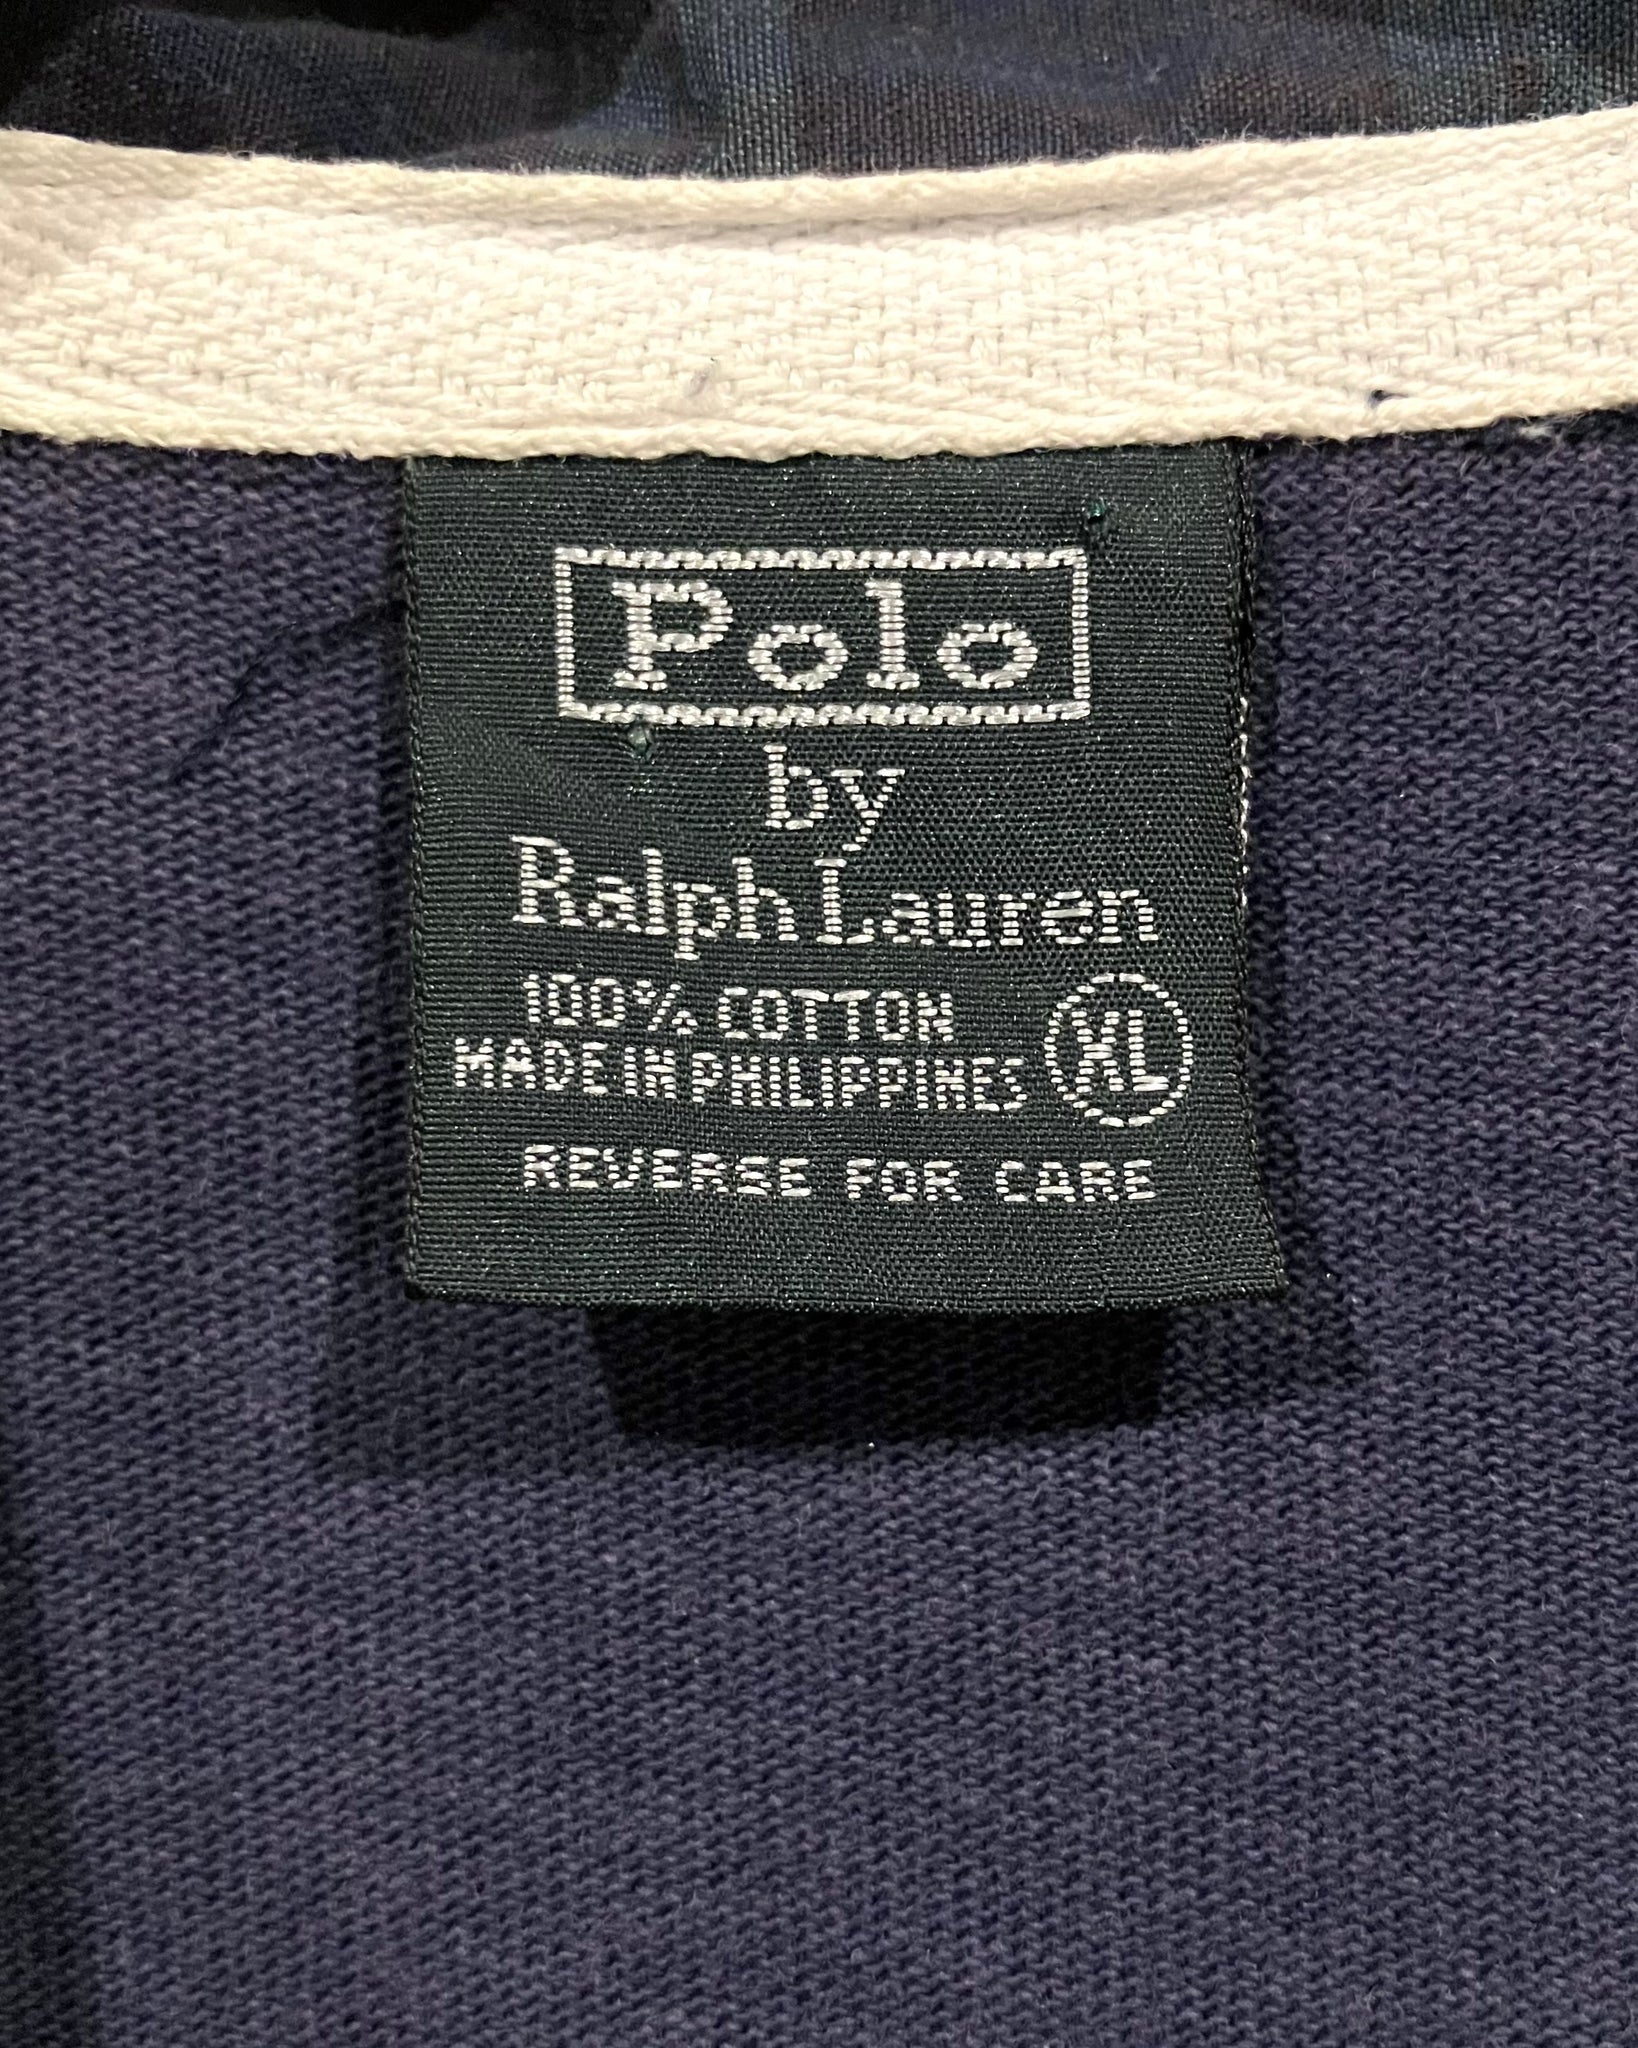 Polo
by
Ralph Lauren
100% COTTON
MADE IN PHILIPPINES
XL
REVERSE FOR CARE